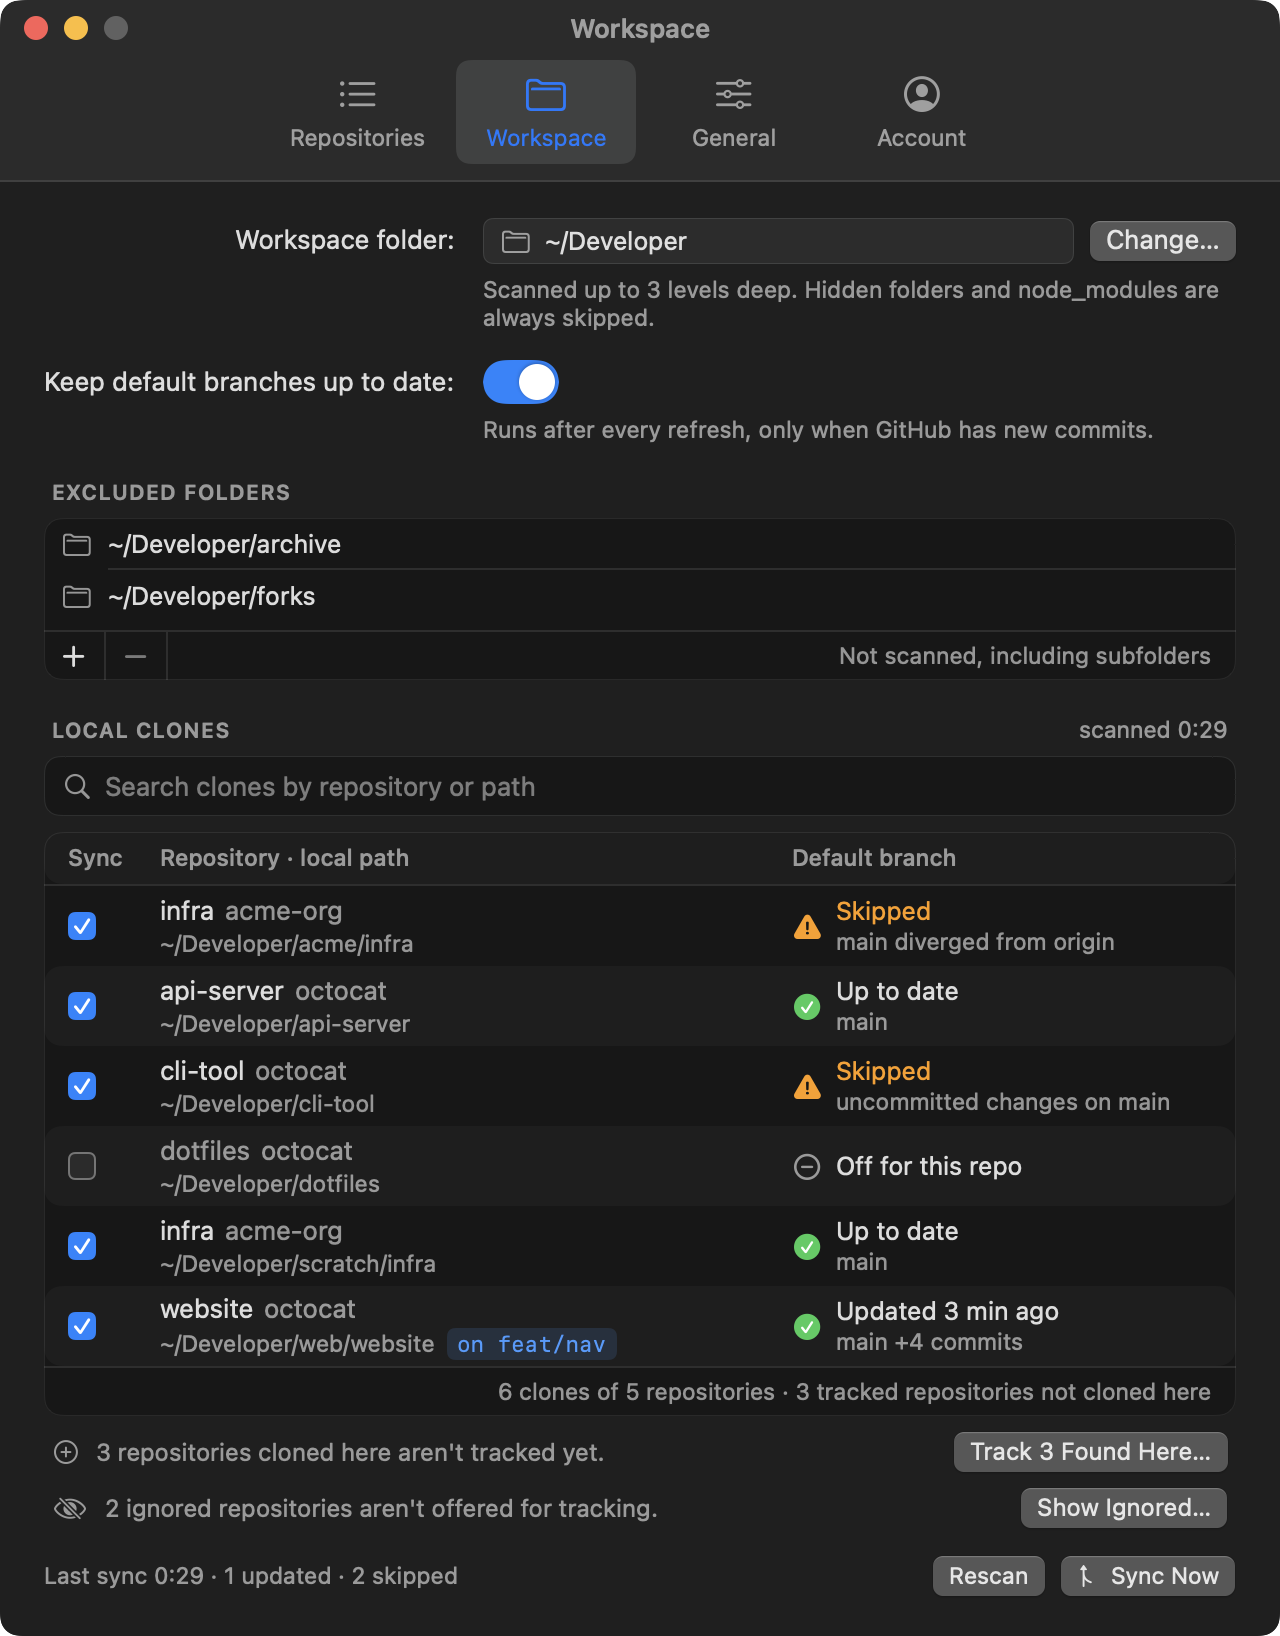 Workspace
Repositories
Workspace
General
Account
Workspace folder:
~/Developer
Change...
Scanned up to 3 levels deep. Hidden folders and node_modules are
always skipped.
Keep default branches up to date:
Runs after every refresh, only when GitHub has new commits.
EXCLUDED FOLDERS
~/Developer/archive
~/Developer/forks
Not scanned, including subfolders
LOCAL CLONES
scanned 0:29
Search clones by repository or path
Sync
Repository · local path
Default branch
infra acme-org
~/Developer/acme/infra
Skipped
main diverged from origin
api-server octocat
~/Developer/api-server
Up to date
main
cli-tool octocat
~/Developer/cli-tool
Skipped
uncommitted changes on main
dotfiles octocat
~/Developer/dotfiles
Off for this repo
infra acme-org
~/Developer/scratch/infra
Up to date
main
website octocat
~/Developer/web/website on feat/nav
Updated 3 min ago
main +4 commits
6 clones of 5 repositories · 3 tracked repositories not cloned here
3 repositories cloned here aren't tracked yet.
Track 3 Found Here...
2 ignored repositories aren't offered for tracking.
Show Ignored...
Last sync 0:29 · 1 updated · 2 skipped
Rescan
Sync Now